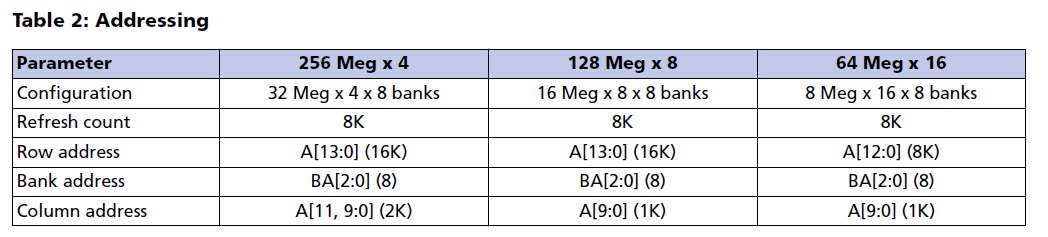 Table 2: Addressing
Parameter 256 Meg x 4 128 Meg x 8 64 Meg x 16
Configuration 32 Meg x 4 x 8 banks 16 Meg x 8 x 8 banks 8 Meg x 16 x 8 banks
Refresh count 8K 8K 8K
Row address A[13:0] (16K) A[13:0] (16K) A[12:0] (8K)
Bank address BA[2:0] (8) BA[2:0] (8) BA[2:0] (8)
Column address A[11, 9:0] (2K) A[9:0] (1K) A[9:0] (1K)